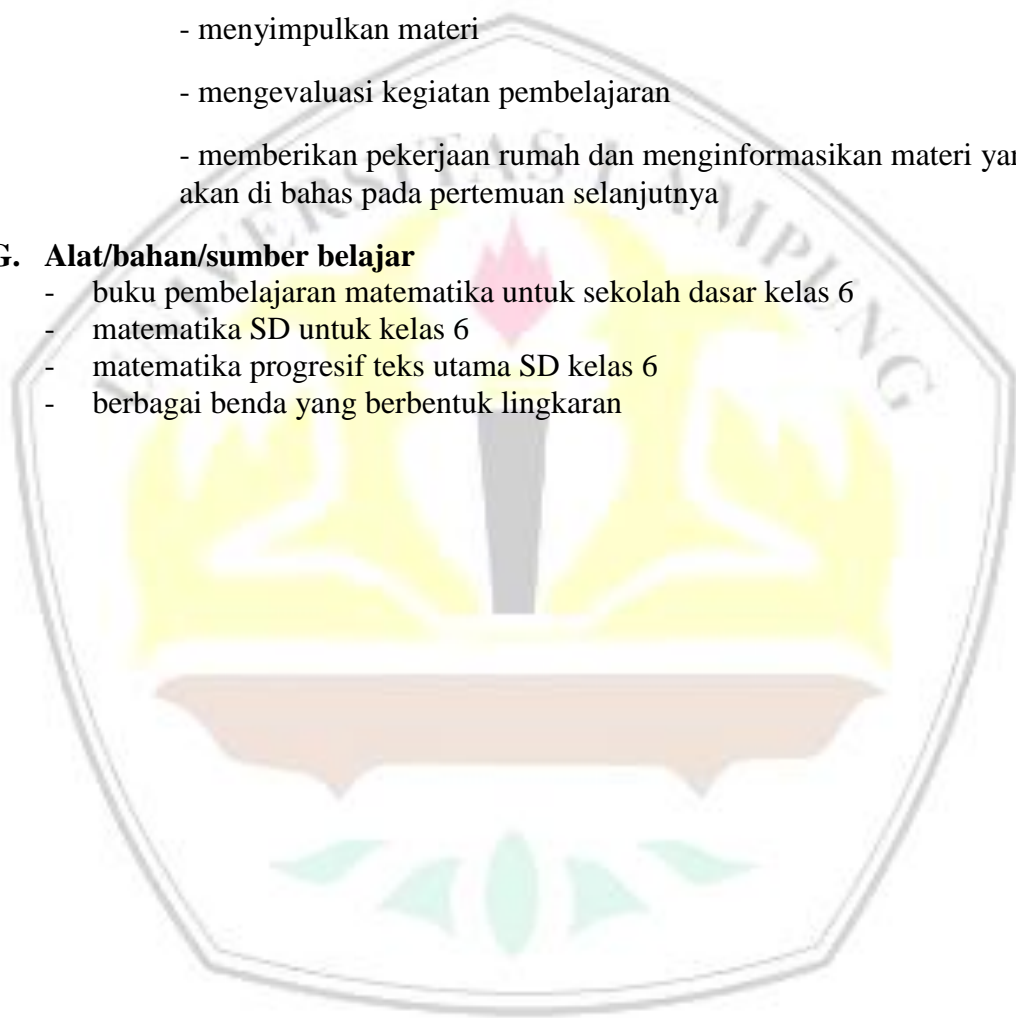 - menyimpulkan materi
- mengevaluasi kegiatan pembelajaran
- memberikan pekerjaan rumah dan menginformasikan materi yan
akan di bahas pada pertemuan selanjutnya
G. Alat/bahan/sumber belajar
- buku pembelajaran matematika untuk sekolah dasar kelas 6
- matematika SD untuk kelas 6
- matematika progresif teks utama SD kelas 6
- berbagai benda yang berbentuk lingkaran
UNIVERSITAS LAMPUNG